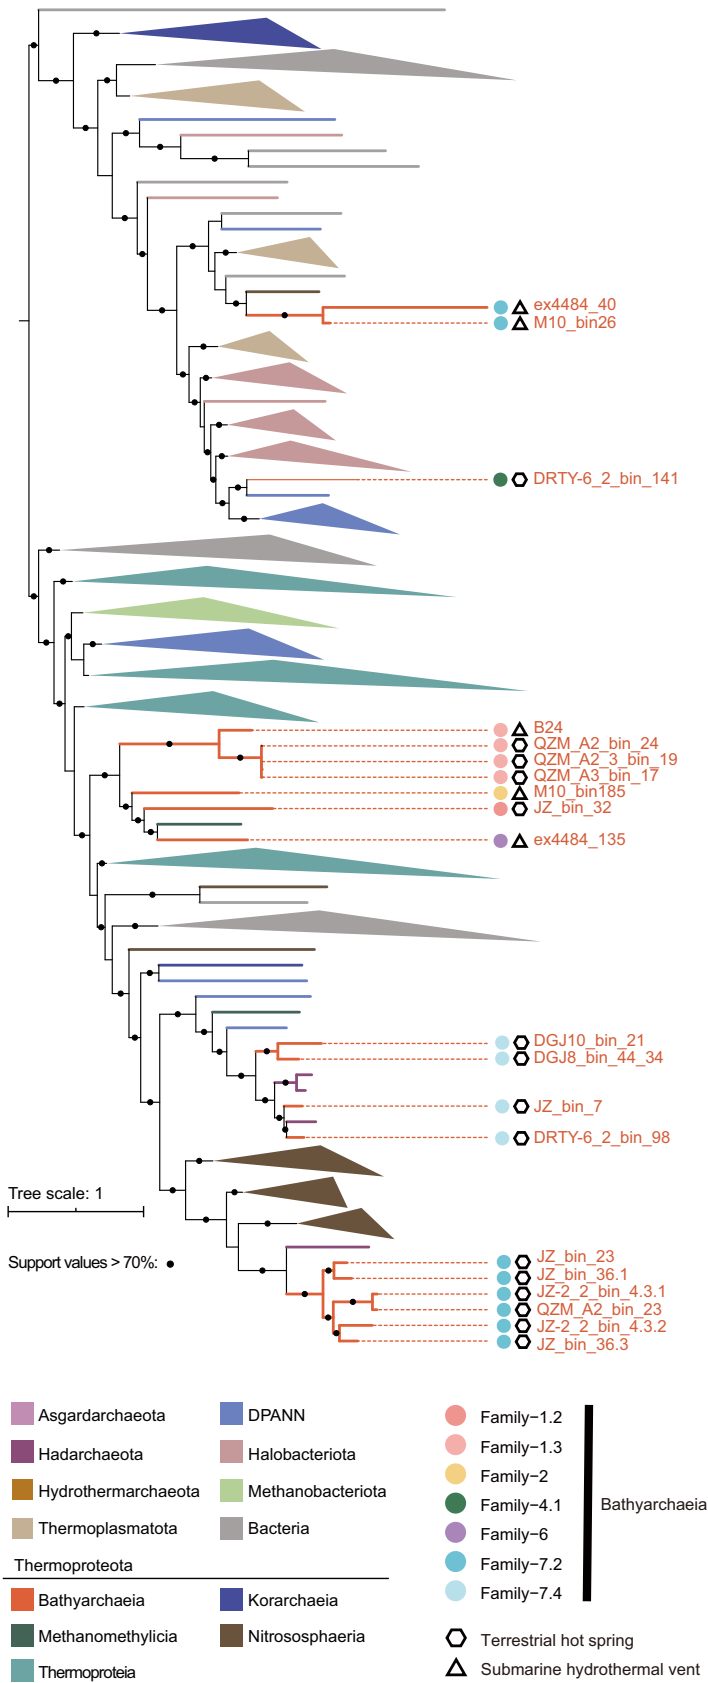 ex4484_40
M10_bin26
DRTY-6_2_bin_141
B24
QZM_A2_bin_24
QZM_A2_3_bin_19
QZM_A3_bin_17
M10_bin185
JZ_bin_32
ex4484_135
DGJ10_bin_21
DGJ8_bin_44_34
JZ_bin_7
DRTY-6_2_bin_98
Tree scale: 1
Support values > 70%:
JZ_bin_23
JZ_bin_36.1
JZ-2_2_bin_4.3.1
QZM_A2_bin_23
JZ-2_2_bin_4.3.2
JZ_bin_36.3
Asgardarchaeota
Hadarchaeota
Hydrothermarchaeota
Thermoplasmatota
DPANN
Halobacteriota
Methanobacteriota
Bacteria
Thermoproteota
Bathyarchaeia
Methanomethylicia
Thermoproteia
Korarchaeia
Nitrososphaeria
Family-1.2
Family-1.3
Family-2
Family-4.1
Family-6
Family-7.2
Family-7.4
Bathyarchaeia
Terrestrial hot spring
Submarine hydrothermal vent